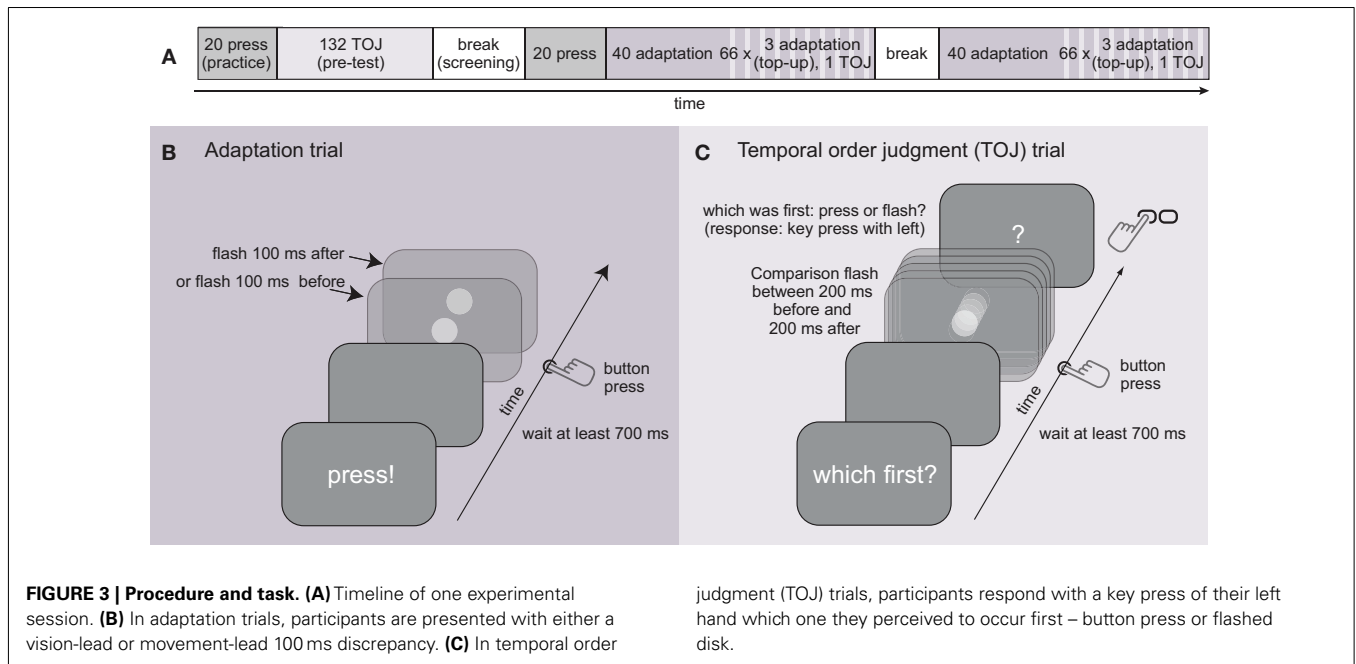 A
20 press
(practice)
132 TOJ
(pre-test)
break
(screening)
20 press
40 adaptation
66 x 3 adaptation
(top-up), 1 TOJ
break
40 adaptation
66 x 3 adaptation
(top-up), 1 TOJ
time
B Adaptation trial
flash 100 ms after
or flash 100 ms before
button
press
time
wait at least 700 ms
press!
C Temporal order judgment (TOJ) trial
which was first: press or flash?
(response: key press with left)
?
Comparison flash
between 200 ms
before and
200 ms after
button
press
time
wait at least 700 ms
which first?
FIGURE 3 | Procedure and task. (A) Timeline of one experimental
session. (B) In adaptation trials, participants are presented with either a
vision-lead or movement-lead 100 ms discrepancy. (C) In temporal order
judgment (TOJ) trials, participants respond with a key press of their left
hand which one they perceived to occur first – button press or flashed
disk.